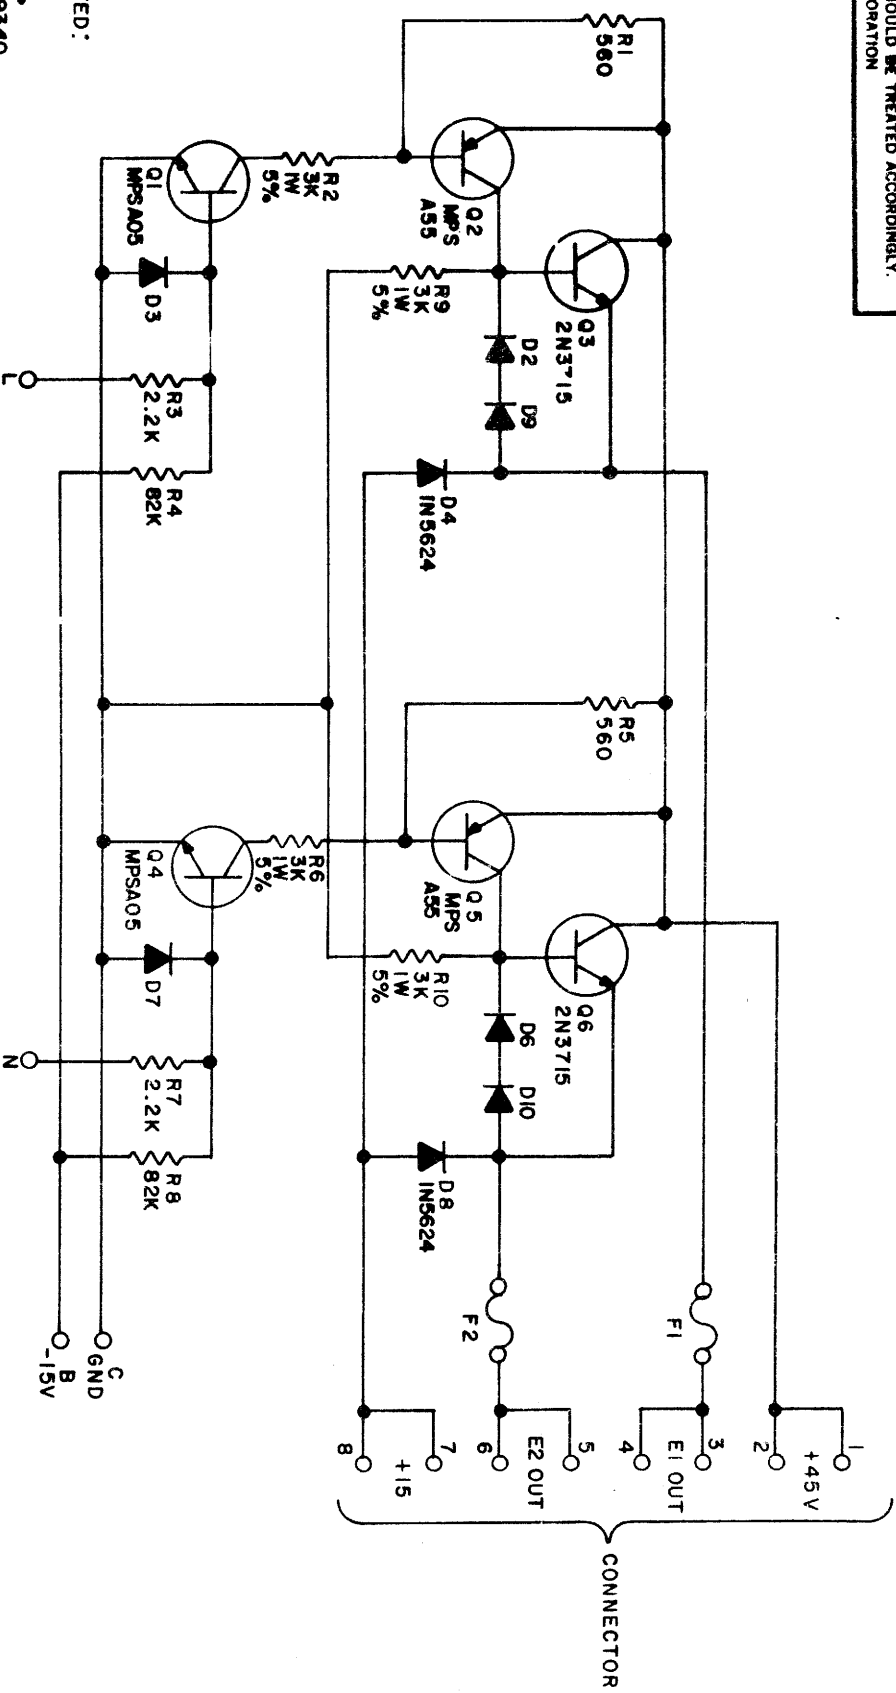 OULD BE TREATED ACCORDINGLY.
ORATION
TED:
R1
560
Q2
MPS
A55
Q3
2N3715
R2
3K
1W
5%
Q1
MPSA05
D3
R9
3K
1W
5%
D2
D9
D4
IN5624
R3
2.2K
R4
82K
L
R5
560
Q5
MPS
A55
Q6
2N3715
R6
3K
1W
5%
Q4
MPSA05
D7
R10
3K
1W
5%
D6
D10
D8
IN5624
R7
2.2K
R8
82K
N
F1
F2
1
+45V
2
3
E1 OUT
4
5
E2 OUT
6
7
+15
8
CONNECTOR
C
GND
B
-15V